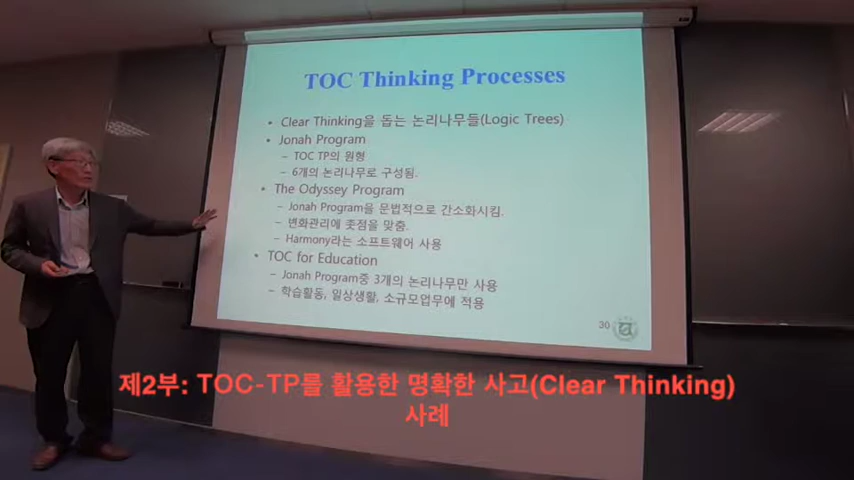 TOC Thinking Processes
• Clear Thinking을 돕는 논리나무들(Logic Trees)
• Jonah Program
– TOC TP의 원형
– 6개의 논리나무로 구성됨.
• The Odyssey Program
– Jonah Program을 문법적으로 간소화시킴.
– 변화관리에 촛점을 맞춤.
– Harmony라는 소프트웨어 사용
• TOC for Education
– Jonah Program중 3개의 논리나무만 사용
– 학습활동, 일상생활, 소규모업무에 적용
30
제2부: TOC-TP를 활용한 명확한 사고(Clear Thinking)
사례